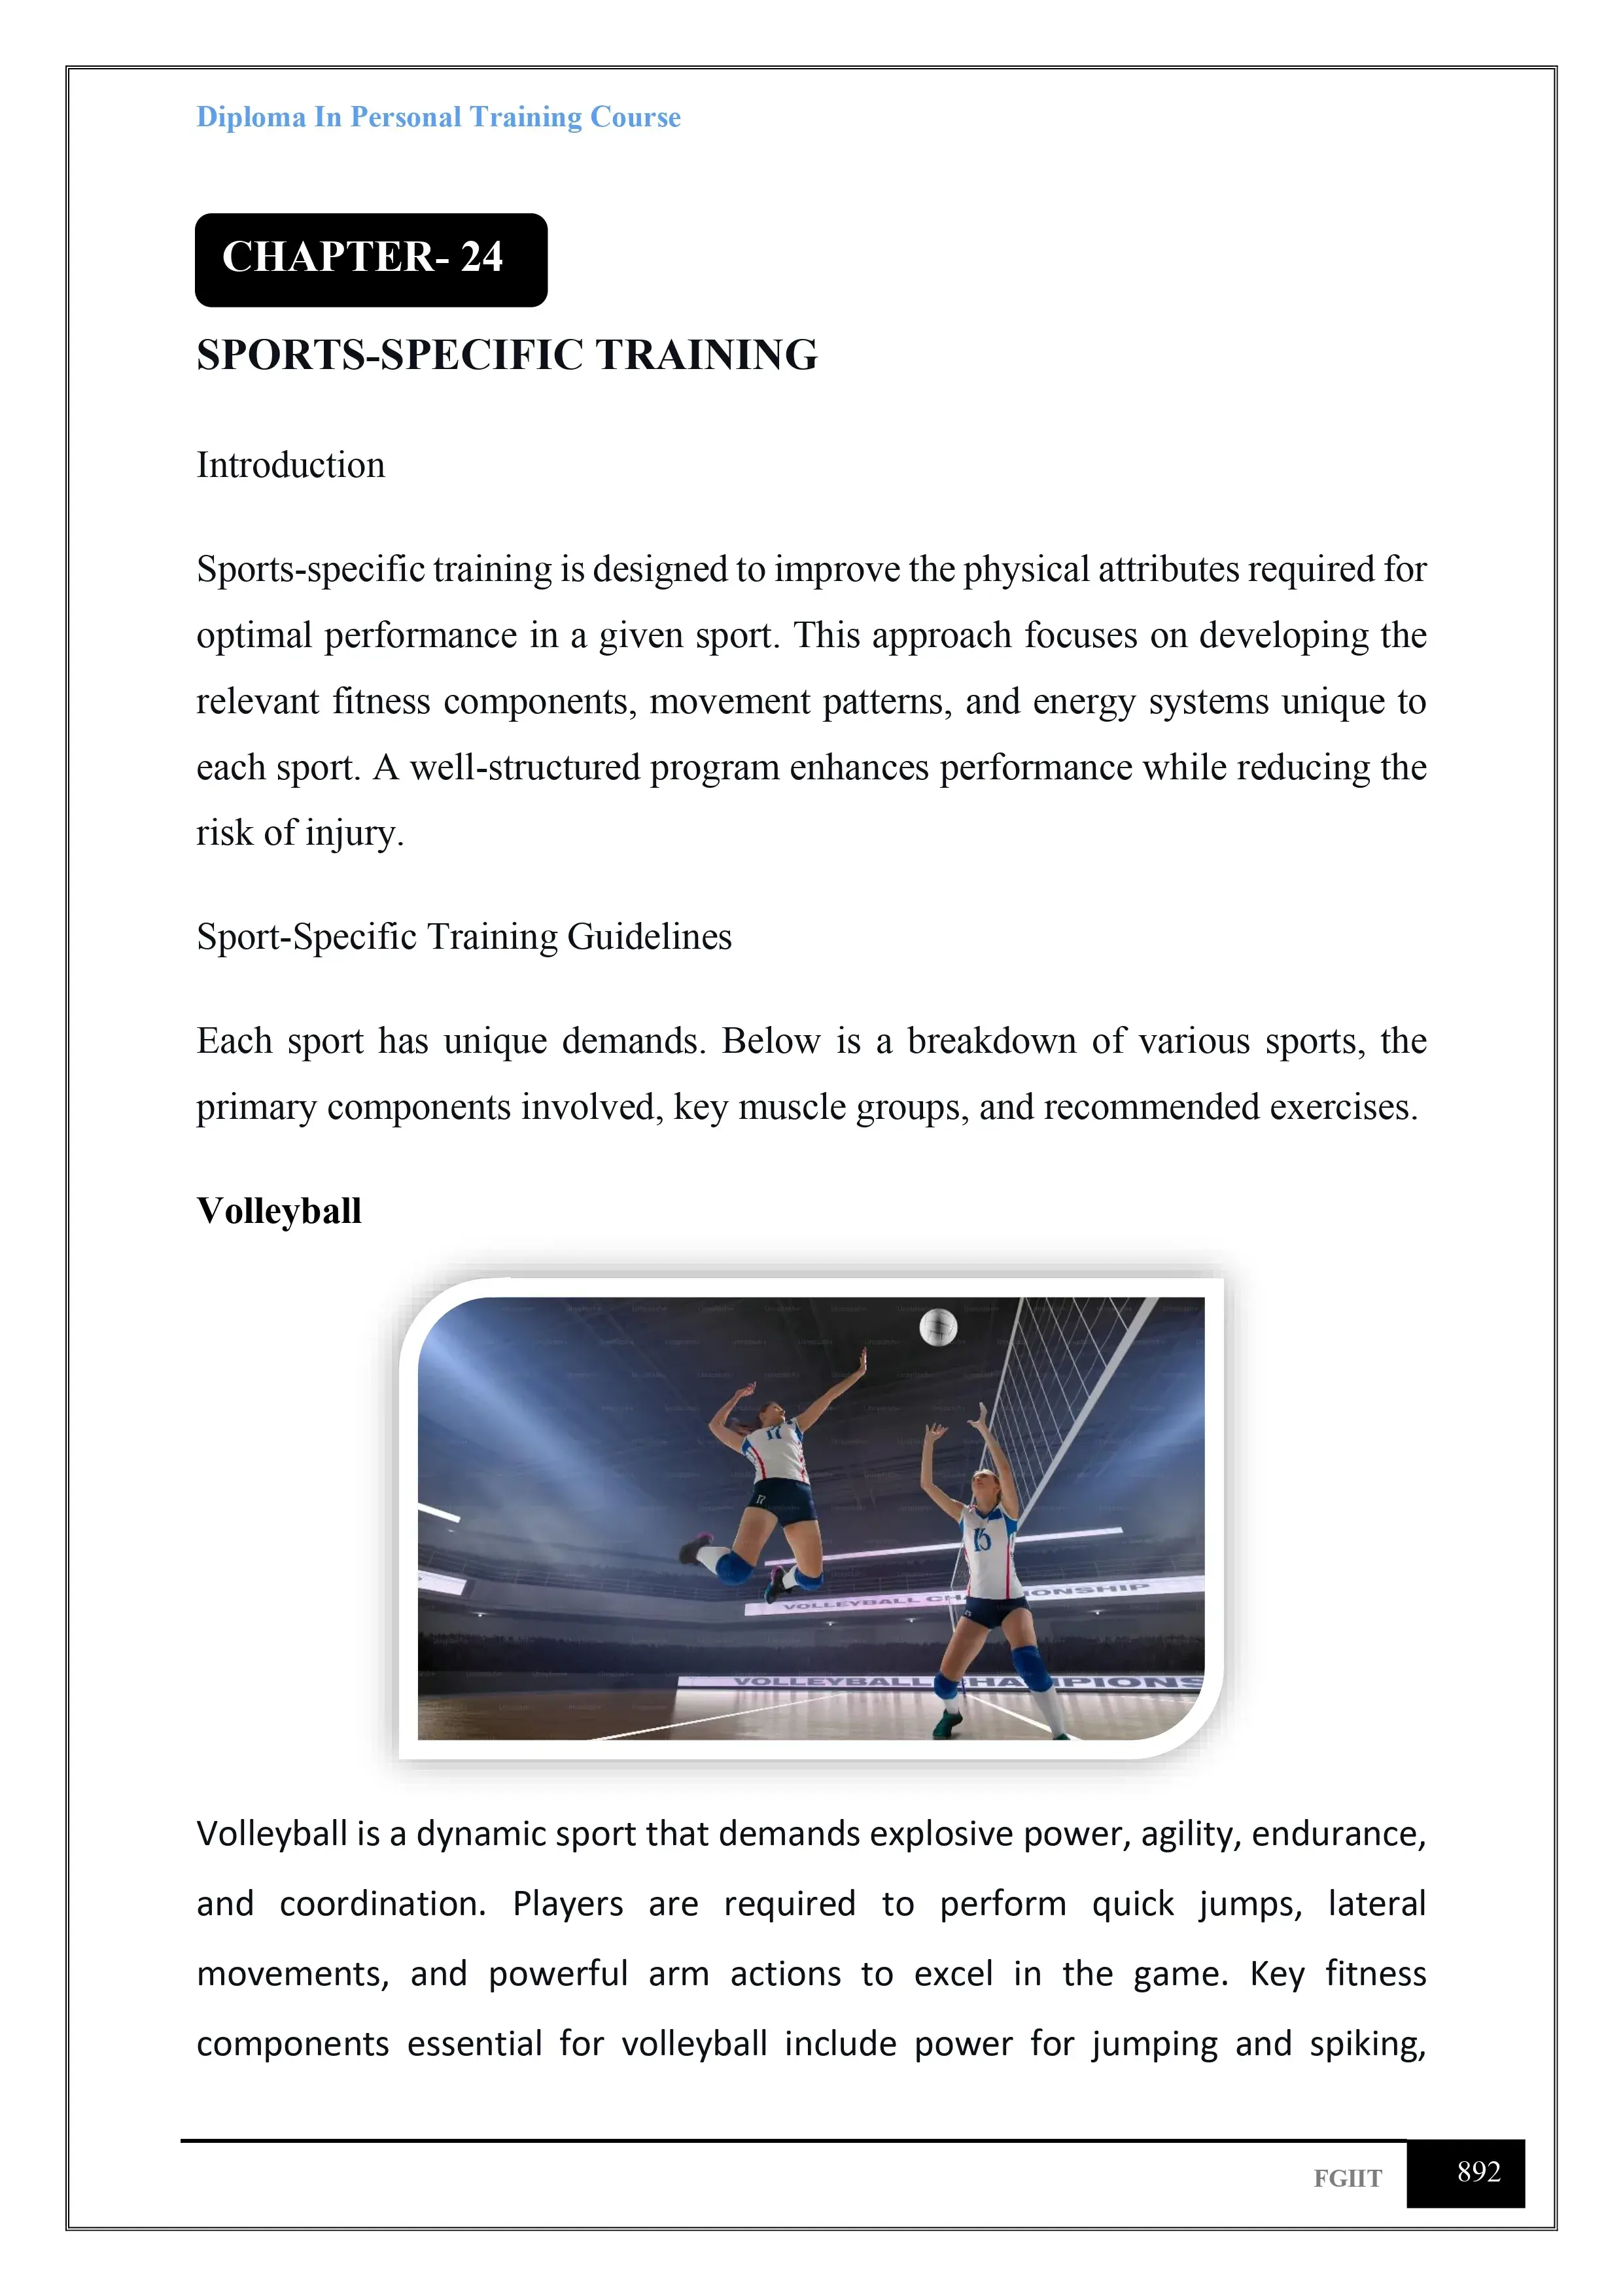 Diploma In Personal Training Course
CHAPTER- 24
SPORTS-SPECIFIC TRAINING
Introduction
Sports-specific training is designed to improve the physical attributes required for
optimal performance in a given sport. This approach focuses on developing the
relevant fitness components, movement patterns, and energy systems unique to
each sport. A well-structured program enhances performance while reducing the
risk of injury.
Sport-Specific Training Guidelines
Each sport has unique demands. Below is a breakdown of various sports, the
primary components involved, key muscle groups, and recommended exercises.
Volleyball
17
17
15
VOLLEYBALL CH IONSHIP
VOLLEYBALL CHAMPIONS
Volleyball is a dynamic sport that demands explosive power, agility, endurance,
and coordination. Players are required to perform quick jumps, lateral
movements, and powerful arm actions to excel in the game. Key fitness
components essential for volleyball include power for jumping and spiking,
FGIIT 892